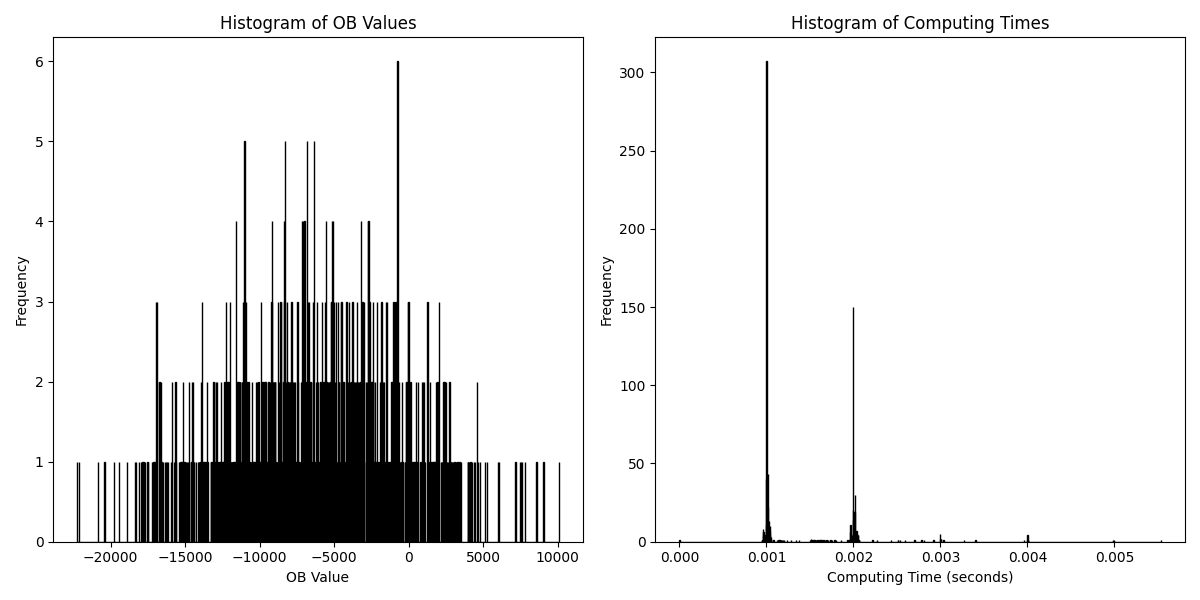 Histogram of OB Values
Frequency
6
5
4
3
2
1
0
−20000 −15000 −10000 −5000 0 5000 10000
OB Value
Histogram of Computing Times
Frequency
300
250
200
150
100
50
0
0.000 0.001 0.002 0.003 0.004 0.005
Computing Time (seconds)